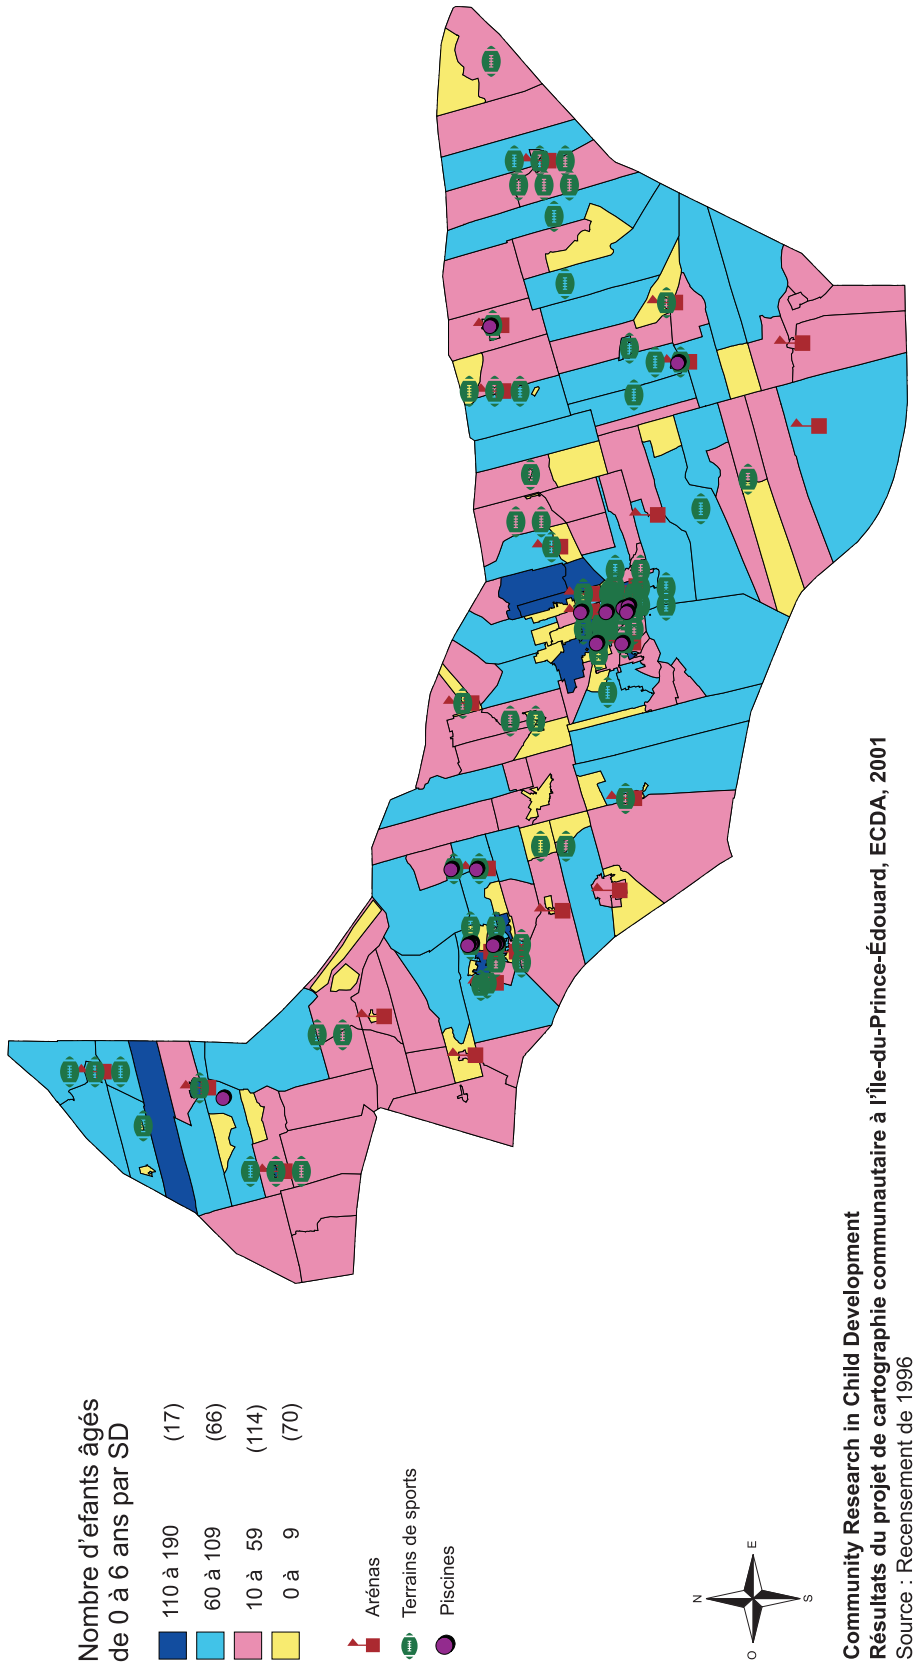 Nombre d'efants âgés
de 0 à 6 ans par SD
110 à 190 (17)
60 à 109 (66)
10 à 59 (114)
0 à 9 (70)
Arénas
Terrains de sports
Piscines
N
O
E
S
Community Research in Child Development
Résultats du projet de cartographie communautaire à l'Île-du-Prince-Édouard, ECDA, 2001
Source : Recensement de 1996